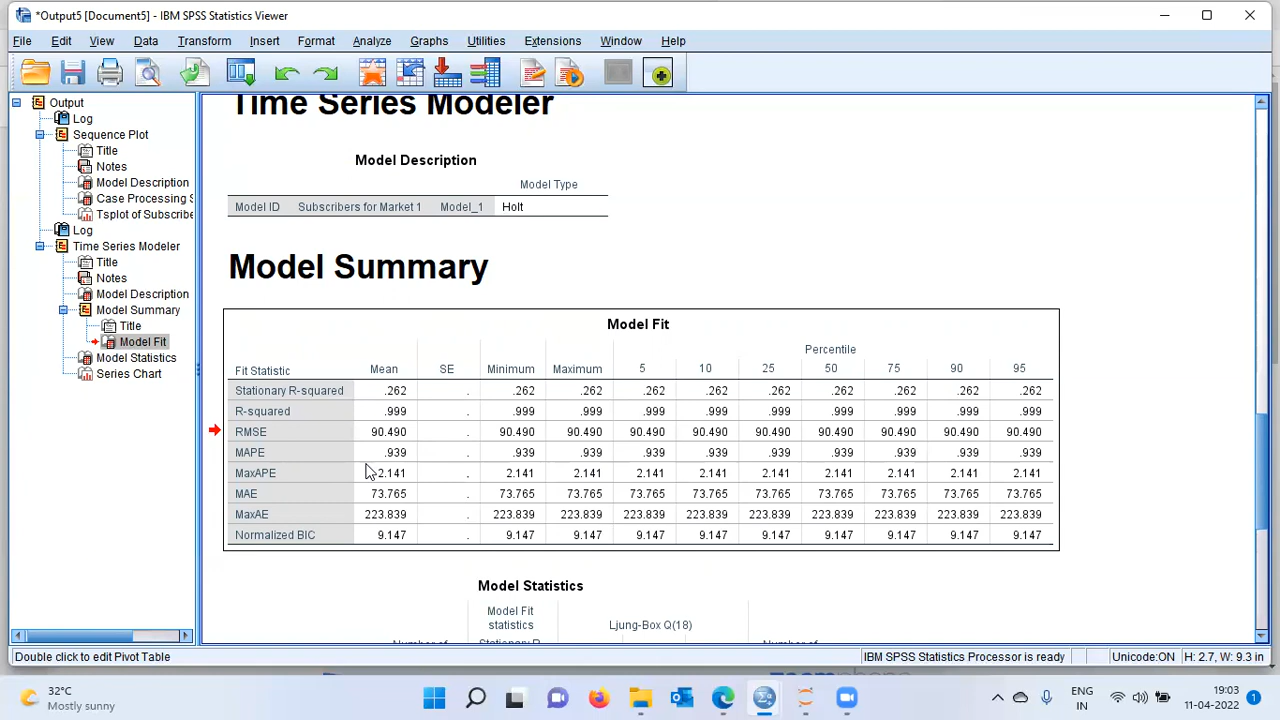 *Output5 [Document5] - IBM SPSS Statistics Viewer
File Edit View Data Transform Insert Format Graphs Analyze Utilities Extensions Window Help
Output
Log
Sequence Plot
Title
Notes
Model Description
Case Processing S
Tsplot of Subscribe
Log
Time Series Modeler
Title
Notes
Model Description
Model Summary
Title
Model Fit
Model Statistics
Series Chart
Time Series Modeler
Model Description
Model Type
Model ID Subscribers for Market 1 Model_1 Holt
Model Summary
Model Fit
Percentile
Fit Statistic Mean SE Minimum Maximum 5 10 25 50 75 90 95
Stationary R-squared .262 . .262 .262 .262 .262 .262 .262 .262 .262 .262
R-squared .999 . .999 .999 .999 .999 .999 .999 .999 .999 .999
RMSE 90.490 . 90.490 90.490 90.490 90.490 90.490 90.490 90.490 90.490 90.490
MAPE .939 . .939 .939 .939 .939 .939 .939 .939 .939 .939
MaxAPE 2.141 . 2.141 2.141 2.141 2.141 2.141 2.141 2.141 2.141 2.141
MAE 73.765 . 73.765 73.765 73.765 73.765 73.765 73.765 73.765 73.765 73.765
MaxAE 223.839 . 223.839 223.839 223.839 223.839 223.839 223.839 223.839 223.839 223.839
Normalized BIC 9.147 . 9.147 9.147 9.147 9.147 9.147 9.147 9.147 9.147 9.147
Model Statistics
Model Fit
statistics
Ljung-Box Q(18)
Number of Stationary R- Number of
Double click to edit Pivot Table
IBM SPSS Statistics Processor is ready
Unicode:ON
H: 2.7, W: 9.3 in
32°C
Mostly sunny
ENG
IN
19:03
11-04-2022
1